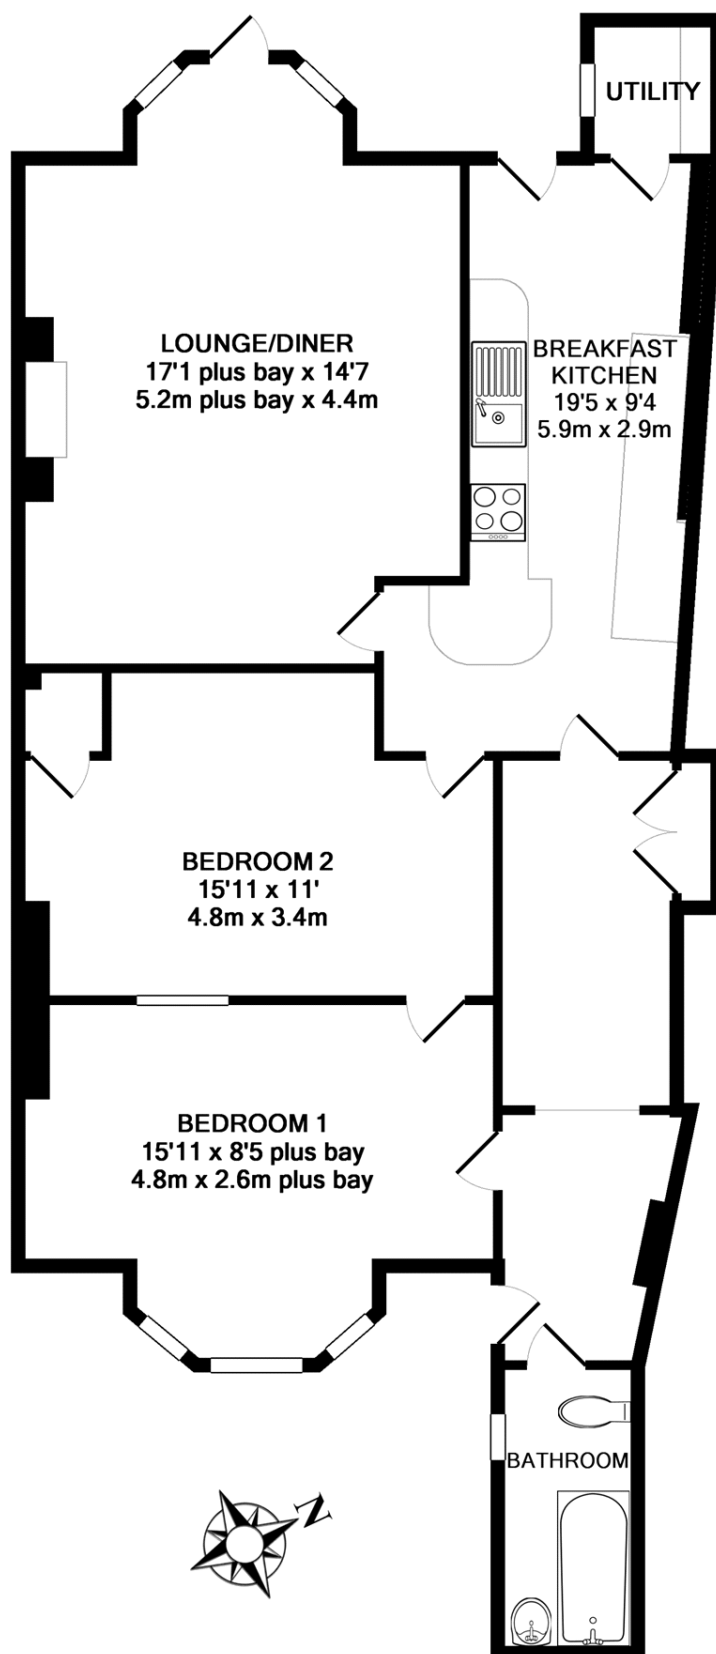 UTILITY
LOUNGE/DINER
17'1 plus bay x 14'7
5.2m plus bay x 4.4m
BREAKFAST
KITCHEN
19'5 x 9'4
5.9m x 2.9m
BEDROOM 2
15'11 x 11'
4.8m x 3.4m
BEDROOM 1
15'11 x 8'5 plus bay
4.8m x 2.6m plus bay
BATHROOM
N